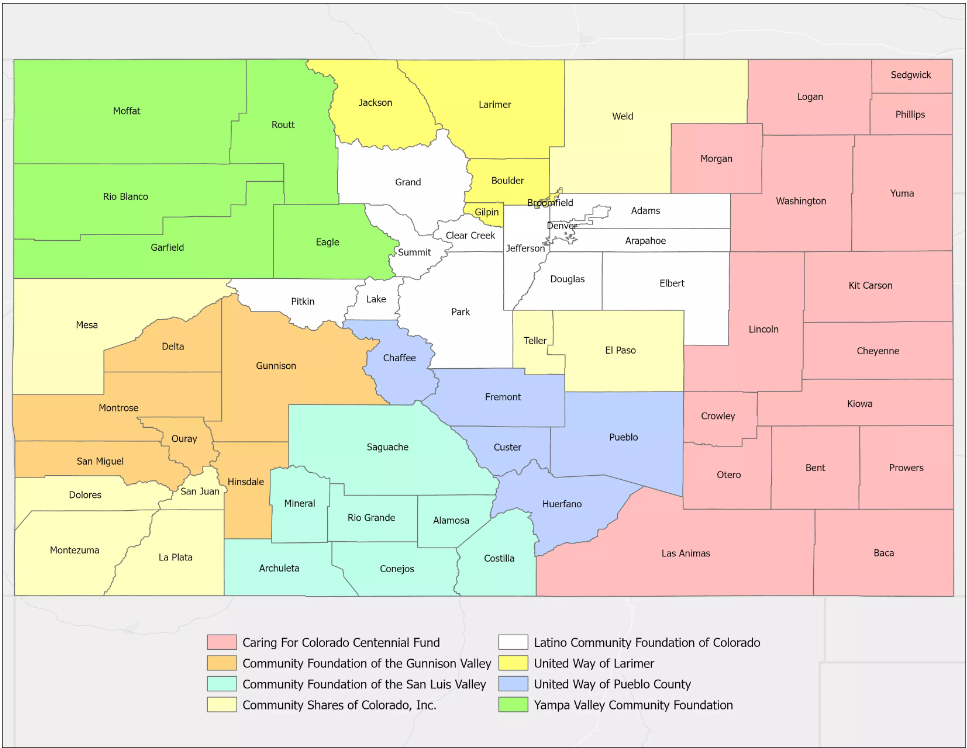 Sedgwick
Moffat
Routt
Jackson
Larimer
Weld
Logan
Phillips
Morgan
Rio Blanco
Grand
Boulder
Washington
Yuma
Gilpin
Broomfield
Adams
Garfield
Eagle
Summit
Clear Creek
Jefferson
Denver
Arapahoe
Pitkin
Lake
Park
Douglas
Elbert
Kit Carson
Mesa
Delta
Gunnison
Chaffee
Teller
El Paso
Lincoln
Cheyenne
Montrose
Fremont
Crowley
Kiowa
Ouray
Saguache
Custer
Pueblo
San Miguel
Otero
Bent
Prowers
Dolores
San Juan
Hinsdale
Mineral
Rio Grande
Alamosa
Huerfano
Montezuma
La Plata
Archuleta
Conejos
Costilla
Las Animas
Baca
Caring For Colorado Centennial Fund
Community Foundation of the Gunnison Valley
Community Foundation of the San Luis Valley
Community Shares of Colorado, Inc.
Latino Community Foundation of Colorado
United Way of Larimer
United Way of Pueblo County
Yampa Valley Community Foundation